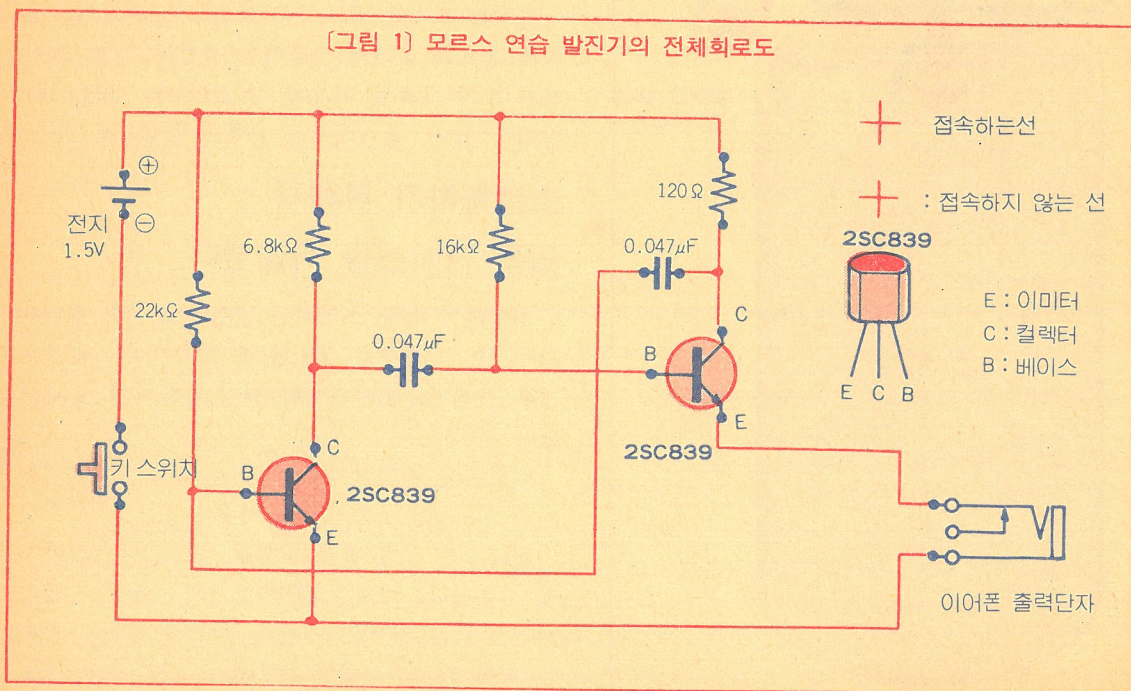 〔그림 1〕 모르스 연습 발진기의 전체회로도
접속하는선
: 접속하지 않는 선
⊕
전지
1.5V
⊖
22kΩ
6.8kΩ
16kΩ
120Ω
0.047μF
0.047μF
2SC839
E C B
E : 이미터
C : 컬렉터
B : 베이스
C
B
E
2SC839
키 스위치
C
B
E
2SC839
이어폰 출력단자